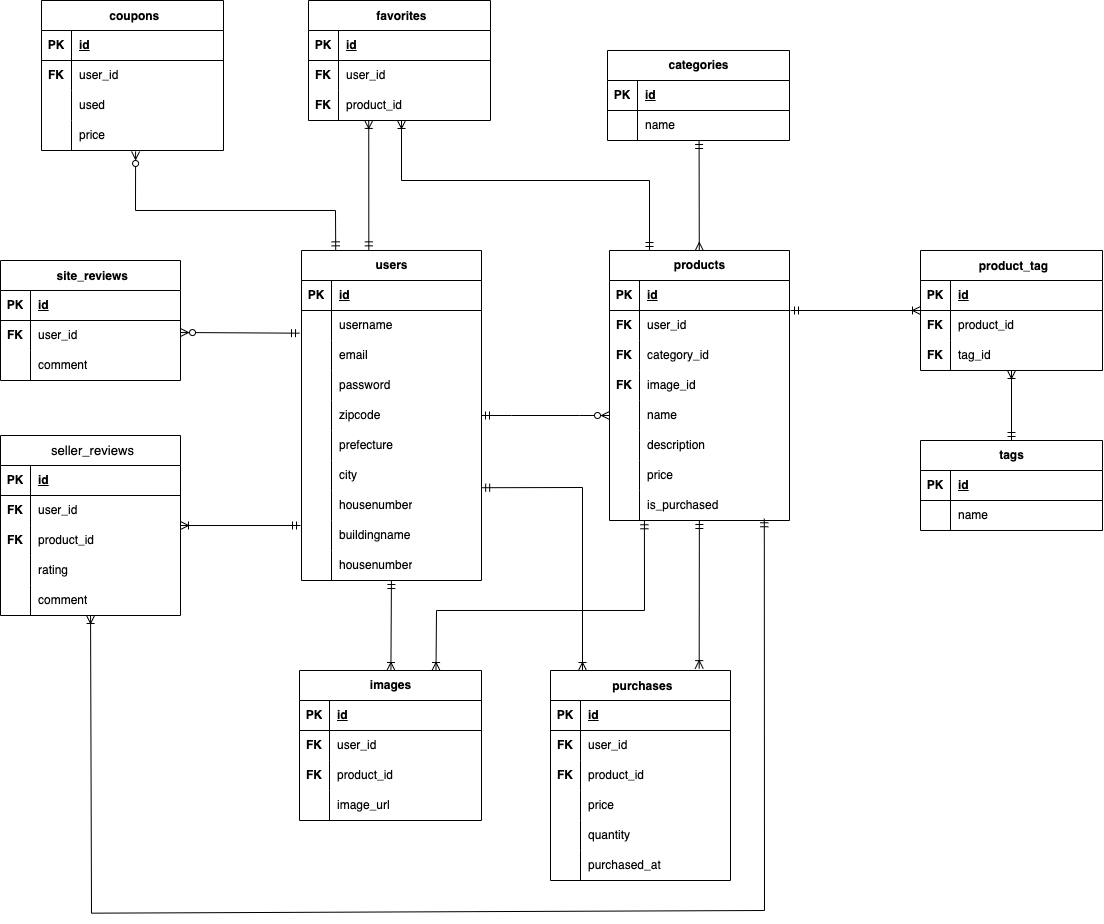 coupons
PK id
FK user_id
used
price
favorites
PK id
FK user_id
FK product_id
categories
PK id
name
site_reviews
PK id
FK user_id
comment
users
PK id
username
email
password
zipcode
prefecture
city
housenumber
buildingname
housenumber
products
PK id
FK user_id
FK category_id
FK image_id
name
description
price
is_purchased
product_tag
PK id
FK product_id
FK tag_id
seller_reviews
PK id
FK user_id
FK product_id
rating
comment
tags
PK id
name
images
PK id
FK user_id
FK product_id
image_url
purchases
PK id
FK user_id
FK product_id
price
quantity
purchased_at